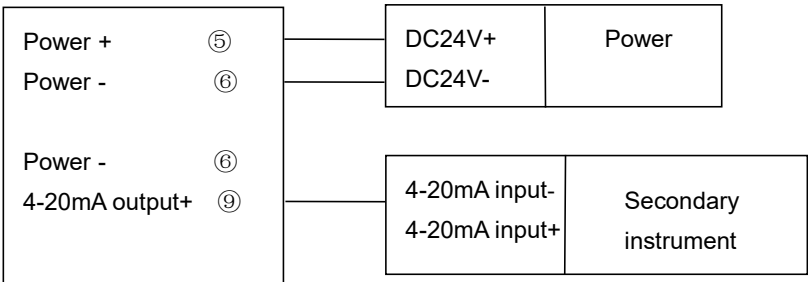 Power + ⑤
Power - ⑥
Power - ⑥
4-20mA output+ ⑨
DC24V+
DC24V-
Power
4-20mA input-
4-20mA input+
Secondary
instrument